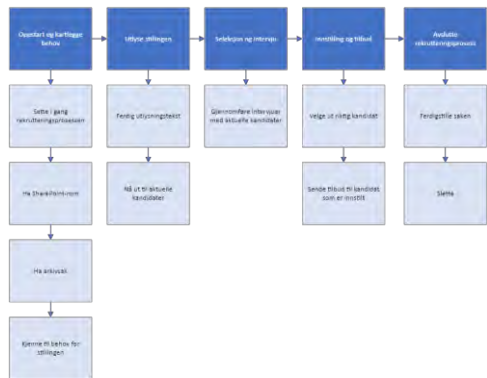 Oppstart og kartlegge
behov
Utlyse stillingen
Seleksjon og intervju
Innstilling og tilbud
Avslutte
rekrutteringsprosess
Sette i gang
rekrutteringsprosessen
Ferdig utlysningstekst
Gjennomføre intervjuer
med aktuelle kandidater
Velge ut riktig kandidat
Ferdigstille saken
Ha SharePoint-rom
Nå ut til aktuelle
kandidater
Sende tilbud til kandidat
som er innstilt
Slette
Ha arkivsak
Kjenne til behov for
stillingen